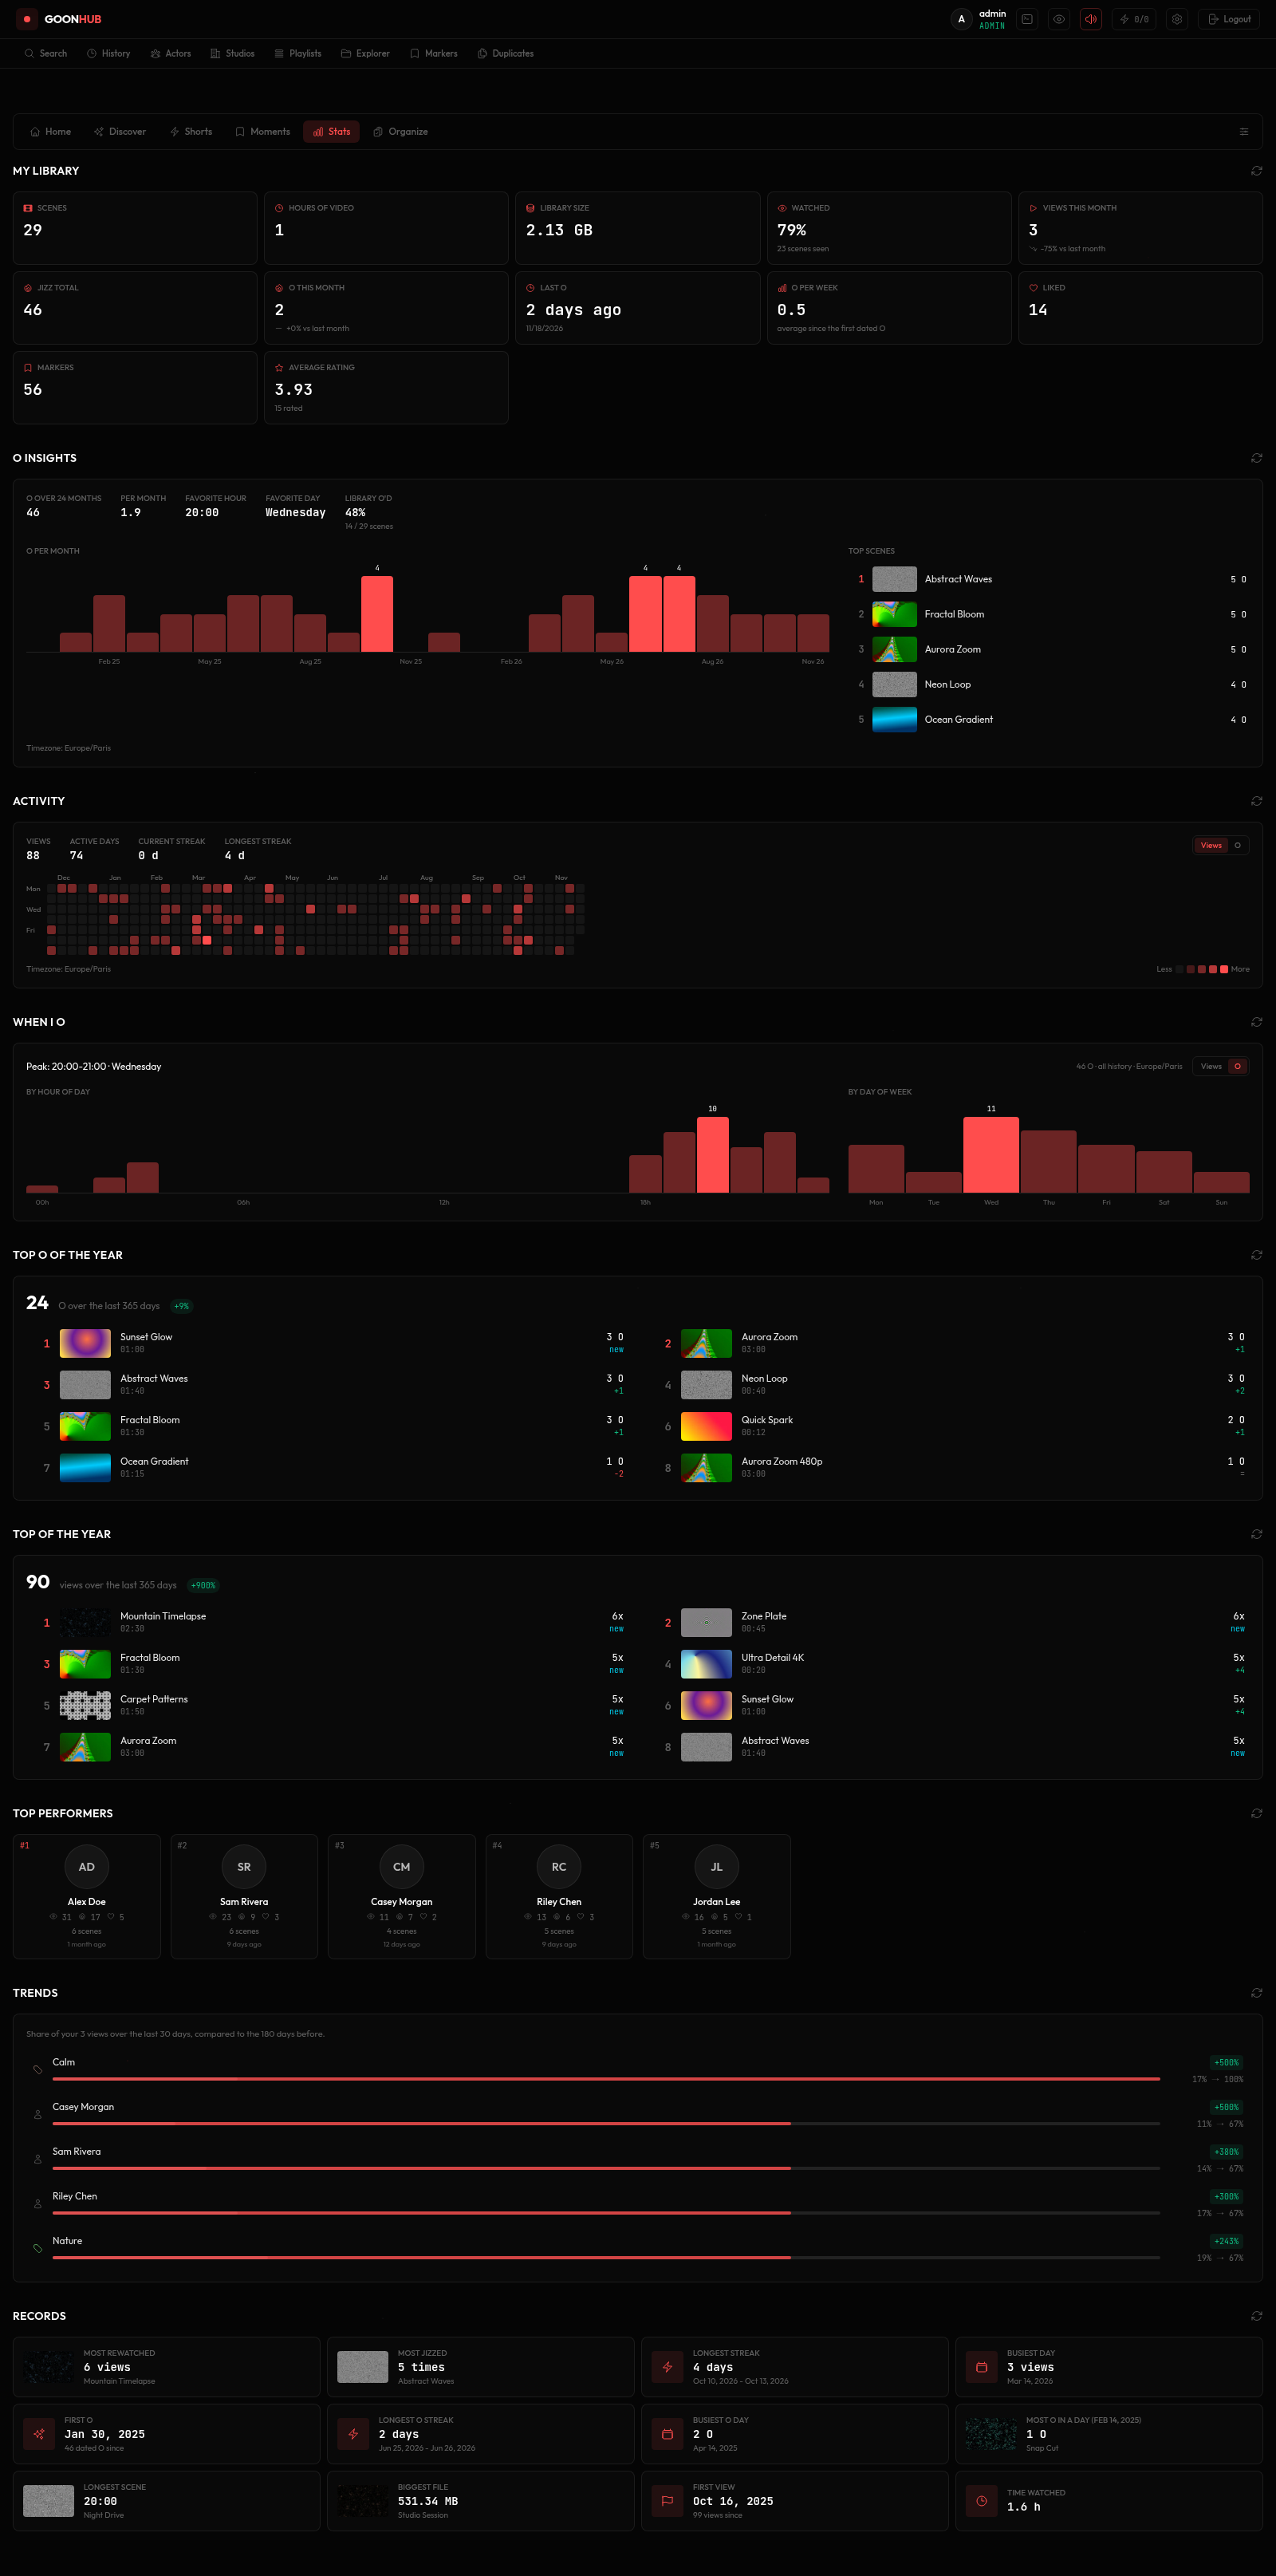 GOONHUB
A
admin
ADMIN
0/0
Logout
Search
History
Actors
Studios
Playlists
Explorer
Markers
Duplicates
Home
Discover
Shorts
Moments
Stats
Organize
MY LIBRARY
SCENES
29
HOURS OF VIDEO
1
LIBRARY SIZE
2.13 GB
WATCHED
79%
23 scenes seen
VIEWS THIS MONTH
3
-75% vs last month
JIZZ TOTAL
46
O THIS MONTH
2
+0% vs last month
LAST O
2 days ago
11/18/2026
O PER WEEK
0.5
average since the first dated O
LIKED
14
MARKERS
56
AVERAGE RATING
3.93
15 rated
O INSIGHTS
O OVER 24 MONTHS
46
PER MONTH
1.9
FAVORITE HOUR
20:00
FAVORITE DAY
Wednesday
LIBRARY O'D
48%
14 / 29 scenes
O PER MONTH
4
4
4
Feb 25
May 25
Aug 25
Nov 25
Feb 26
May 26
Aug 26
Nov 26
TOP SCENES
1 Abstract Waves 5 O
2 Fractal Bloom 5 O
3 Aurora Zoom 5 O
4 Neon Loop 4 O
5 Ocean Gradient 4 O
Timezone: Europe/Paris
ACTIVITY
VIEWS
88
ACTIVE DAYS
74
CURRENT STREAK
0 d
LONGEST STREAK
4 d
Views
O
Dec Jan Feb Mar Apr May Jun Jul Aug Sep Oct Nov
Mon
Wed
Fri
Timezone: Europe/Paris
Less
More
WHEN I O
Peak: 20:00-21:00 · Wednesday
46 O · all history · Europe/Paris
Views
O
BY HOUR OF DAY
10
00h
06h
12h
18h
BY DAY OF WEEK
11
Mon Tue Wed Thu Fri Sat Sun
TOP O OF THE YEAR
24 O over the last 365 days +9%
1 Sunset Glow 3 O
01:00 new
2 Aurora Zoom 3 O
03:00 +1
3 Abstract Waves 3 O
01:40 +1
4 Neon Loop 3 O
00:40 +2
5 Fractal Bloom 3 O
01:30 +1
6 Quick Spark 2 O
00:12 +1
7 Ocean Gradient 1 O
01:15 -2
8 Aurora Zoom 480p 1 O
03:00 =
TOP OF THE YEAR
90 views over the last 365 days +900%
1 Mountain Timelapse 6x
02:30 new
2 Zone Plate 6x
00:45 new
3 Fractal Bloom 5x
01:30 new
4 Ultra Detail 4K 5x
00:20 +4
5 Carpet Patterns 5x
01:50 new
6 Sunset Glow 5x
01:00 +4
7 Aurora Zoom 5x
03:00 new
8 Abstract Waves 5x
01:40 new
TOP PERFORMERS
#1
AD
Alex Doe
31 17 5
6 scenes
1 month ago
#2
SR
Sam Rivera
23 9 3
6 scenes
9 days ago
#3
CM
Casey Morgan
11 7 2
4 scenes
12 days ago
#4
RC
Riley Chen
13 6 3
5 scenes
9 days ago
#5
JL
Jordan Lee
16 5 1
5 scenes
1 month ago
TRENDS
Share of your 3 views over the last 30 days, compared to the 180 days before.
Calm +500%
17% → 100%
Casey Morgan +500%
11% → 67%
Sam Rivera +380%
14% → 67%
Riley Chen +300%
17% → 67%
Nature +243%
19% → 67%
RECORDS
MOST REWATCHED
6 views
Mountain Timelapse
MOST JIZZED
5 times
Abstract Waves
LONGEST STREAK
4 days
Oct 10, 2026 - Oct 13, 2026
BUSIEST DAY
3 views
Mar 14, 2026
FIRST O
Jan 30, 2025
46 dated O since
LONGEST O STREAK
2 days
Jun 25, 2026 - Jun 26, 2026
BUSIEST O DAY
2 O
Apr 14, 2025
MOST O IN A DAY (FEB 14, 2025)
1 O
Snap Cut
LONGEST SCENE
20:00
Night Drive
BIGGEST FILE
531.34 MB
Studio Session
FIRST VIEW
Oct 16, 2025
99 views since
TIME WATCHED
1.6 h